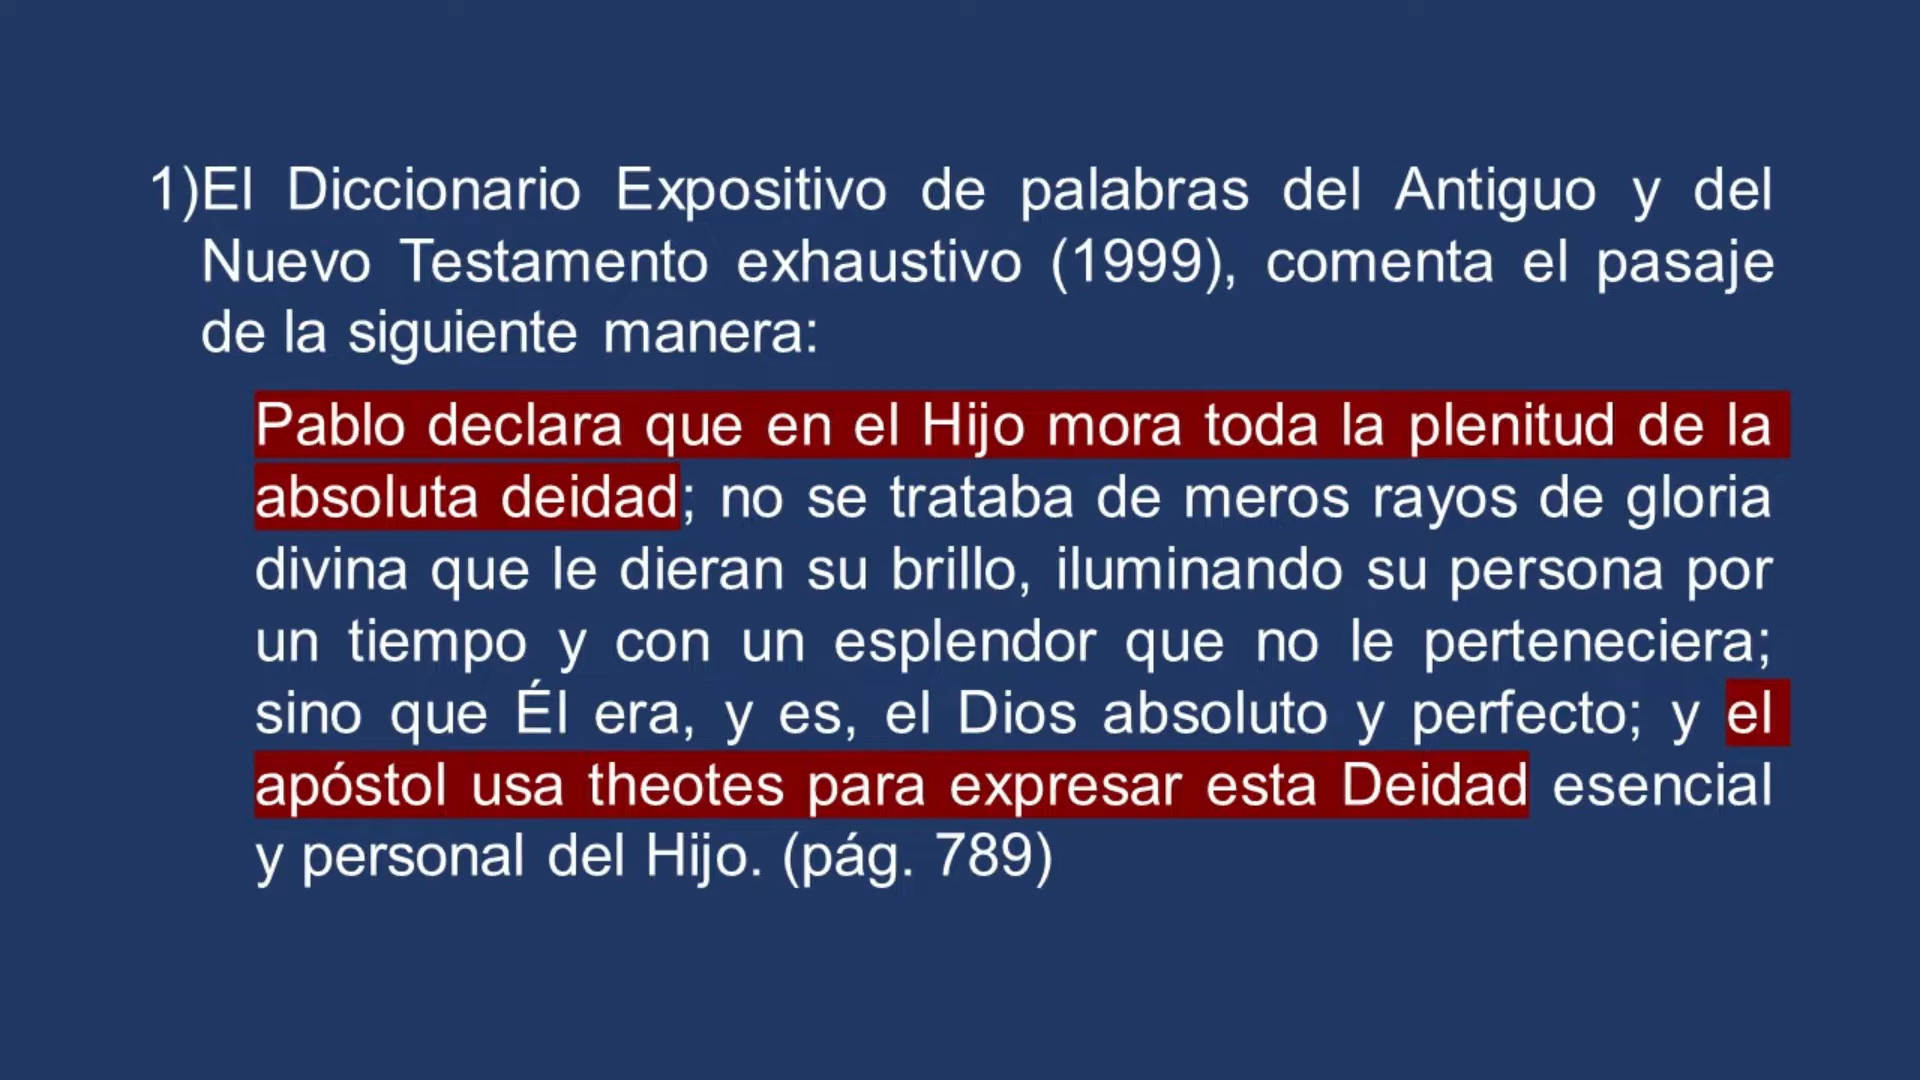 1)El Diccionario Expositivo de palabras del Antiguo y del
Nuevo Testamento exhaustivo (1999), comenta el pasaje
de la siguiente manera:
Pablo declara que en el Hijo mora toda la plenitud de la
absoluta deidad; no se trataba de meros rayos de gloria
divina que le dieran su brillo, iluminando su persona por
un tiempo y con un esplendor que no le perteneciera;
sino que Él era, y es, el Dios absoluto y perfecto; y el
apóstol usa theotes para expresar esta Deidad esencial
y personal del Hijo. (pág. 789)